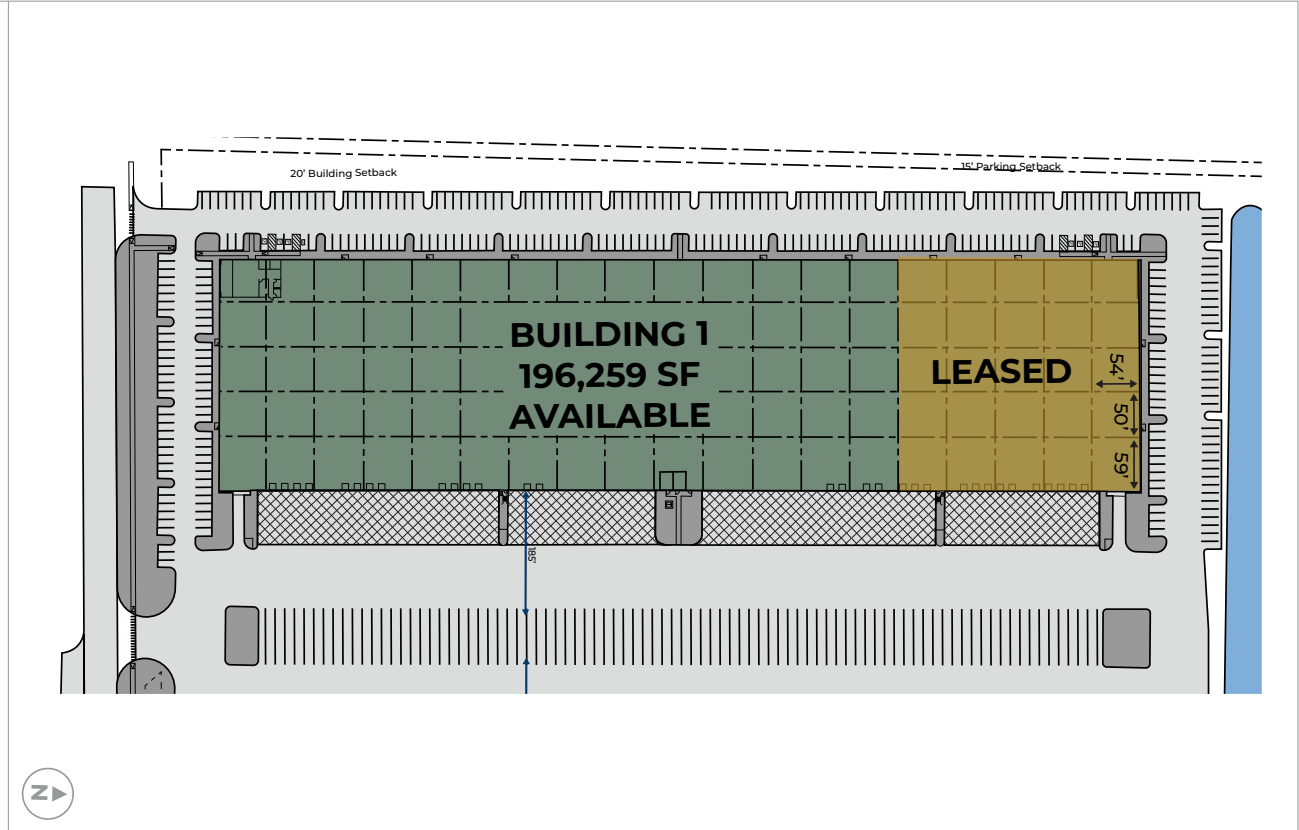 20' Building Setback
15' Parking Setback
BUILDING 1
196,259 SF
AVAILABLE
LEASED
54'
50'
59'
185'
N